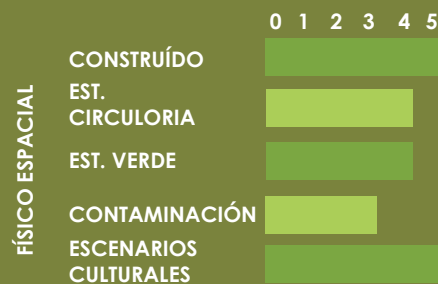 0 1 2 3 4 5
FÍSICO ESPACIAL
CONSTRUÍDO
EST.
CIRCULORIA
EST. VERDE
CONTAMINACIÓN
ESCENARIOS
CULTURALES